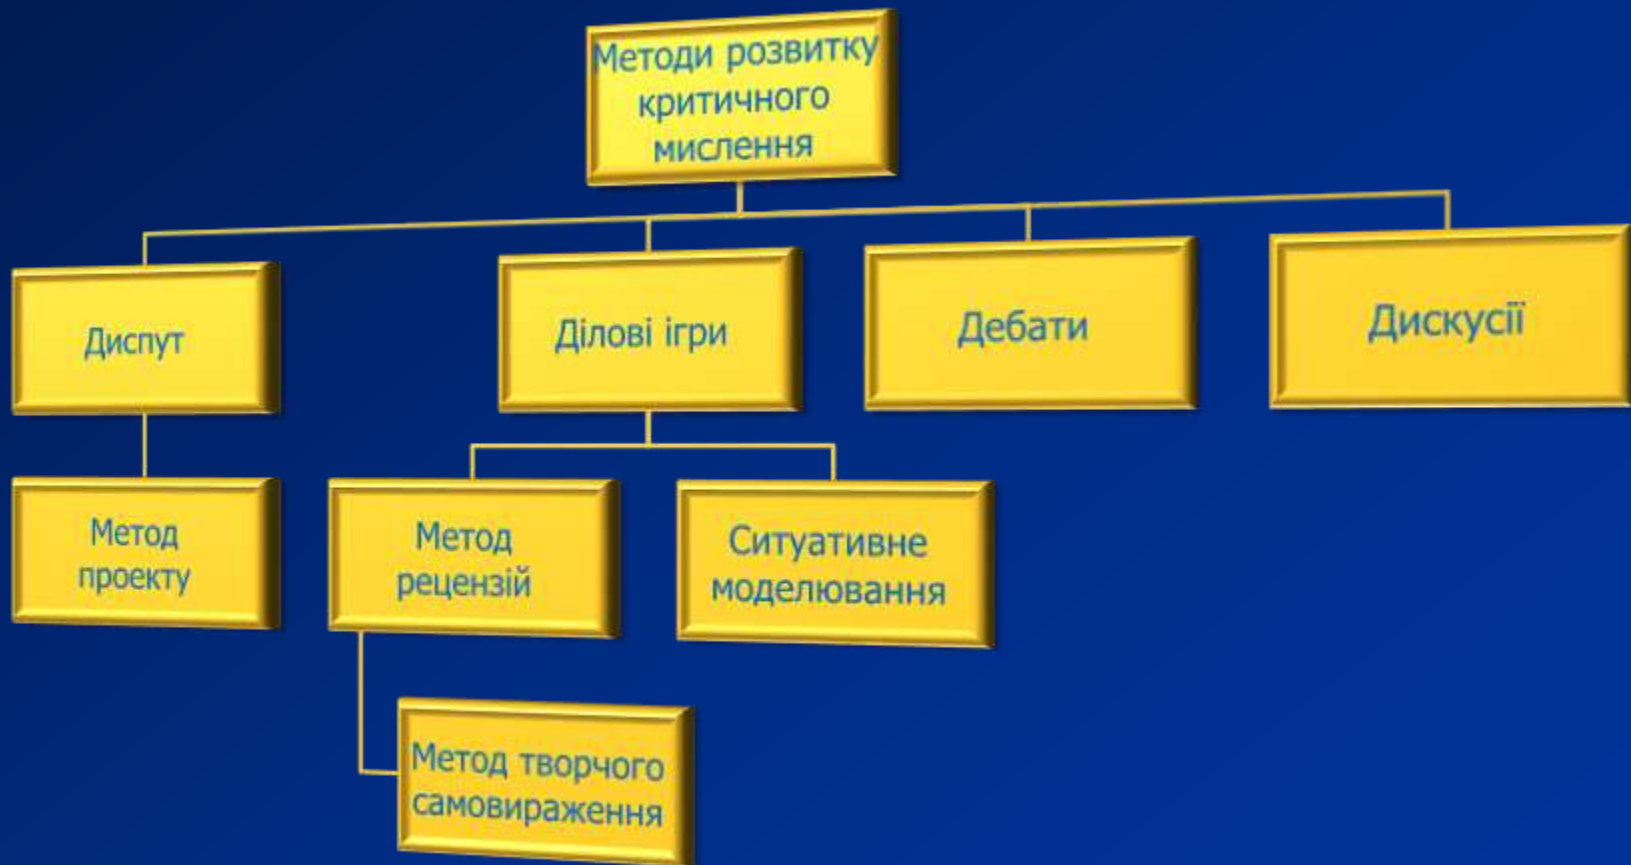 Методи розвитку
критичного
мислення
Диспут
Ділові ігри
Дебати
Дискусії
Метод
проекту
Метод
рецензій
Ситуативне
моделювання
Метод творчого
самовираження